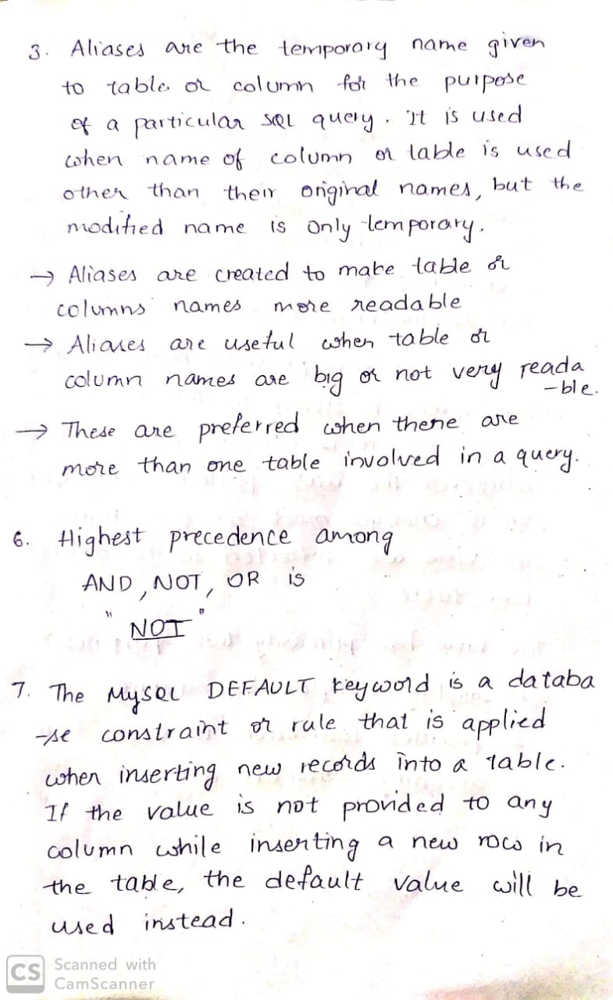 3. Aliases are the temporary name given
to table or column for the purpose
of a particular SQL query. It is used
when name of column or table is used
other than their original names, but the
modified name is only temporary.
→ Aliases are created to make table or
columns names more readable
→ Aliases are useful when table or
column names are big or not very reada
-ble.
→ These are preferred when there are
more than one table involved in a query.
6. Highest precedence among
AND, NOT, OR is
"NOT"
7. The MySQL DEFAULT keyword is a databa
-se constraint or rule that is applied
when inserting new records into a table.
If the value is not provided to any
column while inserting a new row in
the table, the default value will be
used instead.
CS Scanned with
CamScanner